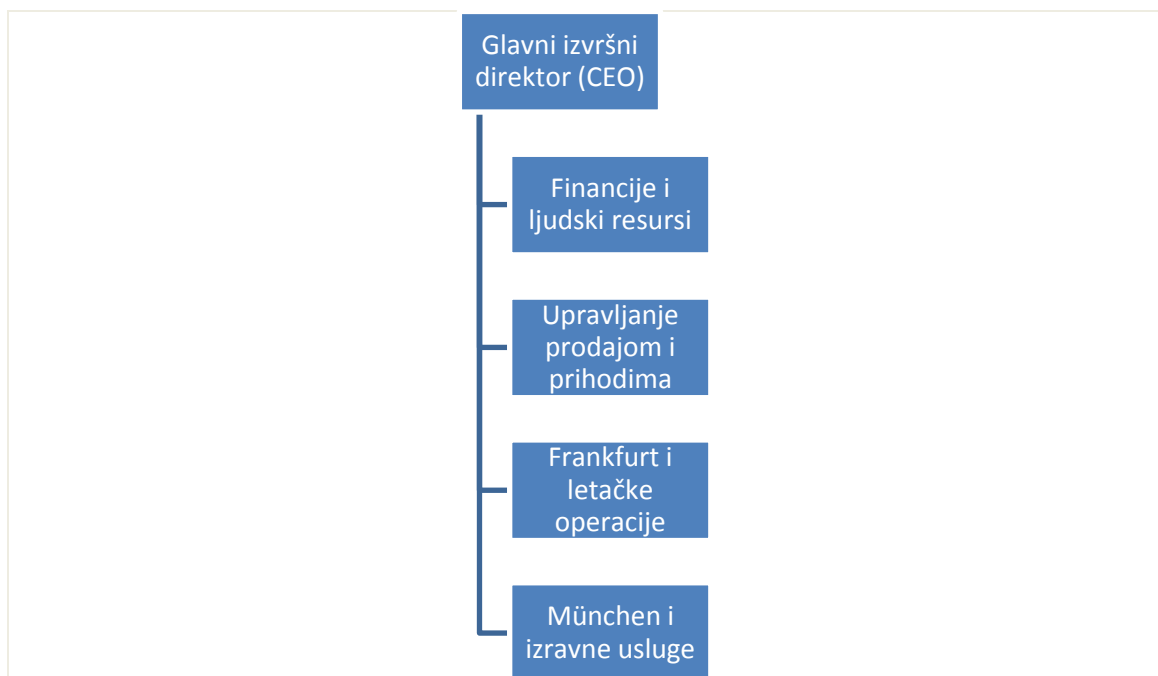 Glavni izvršni
direktor (CEO)
Financije i
ljudski resursi
Upravljanje
prodajom i
prihodima
Frankfurt i
letačke
operacije
München i
izravne usluge